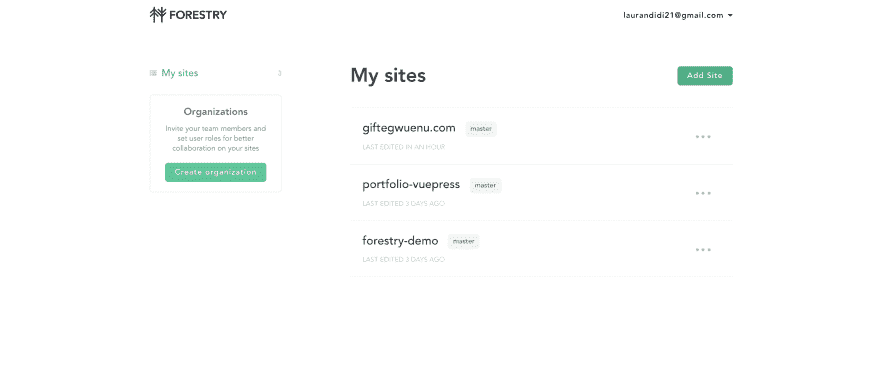 FORESTRY
laurandidi21@gmail.com
My sites
3
Organizations
Invite your team members and
set user roles for better
collaboration on your sites
Create organization
My sites
Add Site
giftegwuenu.com master
LAST EDITED IN AN HOUR
portfolio-vuepress master
LAST EDITED 3 DAYS AGO
forestry-demo master
LAST EDITED 3 DAYS AGO